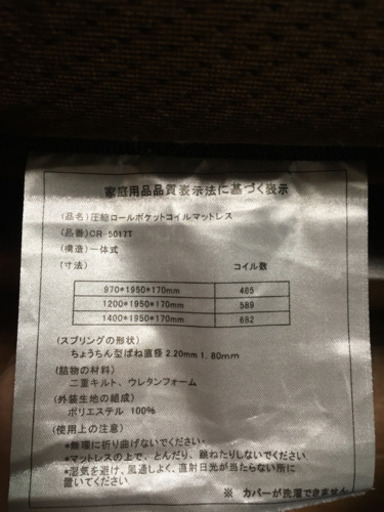 家庭用品品質表示法に基づく表示
(品名)圧縮ロールポケットコイルマットレス
(品番)CR-5017T
(構造)一体式
(寸法) コイル数
970*1950*170mm 465
1200*1950*170mm 589
1400*1950*170mm 682
(スプリングの形状)
ちょうちん型ばね直径 2.20mm 1.80mm
(詰物の材料)
二重キルト、ウレタンフォーム
(外装生地の組成)
ポリエステル 100%
(使用上の注意)
*無理に折り曲げないでください
*マットレスの上で、とんだり、跳ねたりしないでください
*湿気を避け、風通しよく、直射日光が当たらない所に
置いてください
※ カバーが洗濯できません